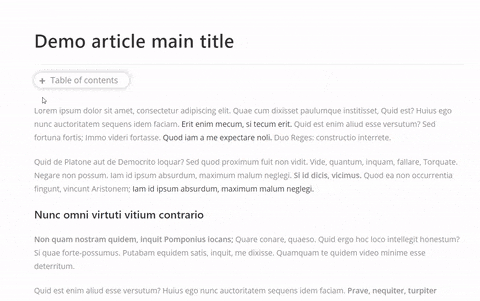 Demo article main title
+ Table of contents
Lorem ipsum dolor sit amet, consectetur adipiscing elit. Quae cum dixisset paulumque institisset, Quid est? Huius ego
nunc auctoritatem sequens idem faciam. Erit enim mecum, si tecum erit. Quid est enim aliud esse versutum? Sed
fortuna fortis; Immo videri fortasse. Quod iam a me expectare noli. Duo Reges: constructio interrete.
Quid de Platone aut de Democrito loquar? Sed quod proximum fuit non vidit. Vide, quantum, inquam, fallare, Torquate.
Negare non possum. Iam id ipsum absurdum, maximum malum neglegi. Si id dicis, vicimus. Quod ea non occurrentia
fingunt, vincunt Aristonem; Iam id ipsum absurdum, maximum malum neglegi.
Nunc omni virtuti vitium contrario
Non quam nostram quidem, inquit Pomponius iocans; Quare conare, quaeso. Quid ergo hoc loco intellegit honestum?
Si quae forte-possumus. Putabam equidem satis, inquit, me dixisse. Quamquam te quidem video minime esse
deterritum.
Quid est enim aliud esse versutum? Huius ego nunc auctoritatem sequens idem faciam. Prave, nequiter, turpiter